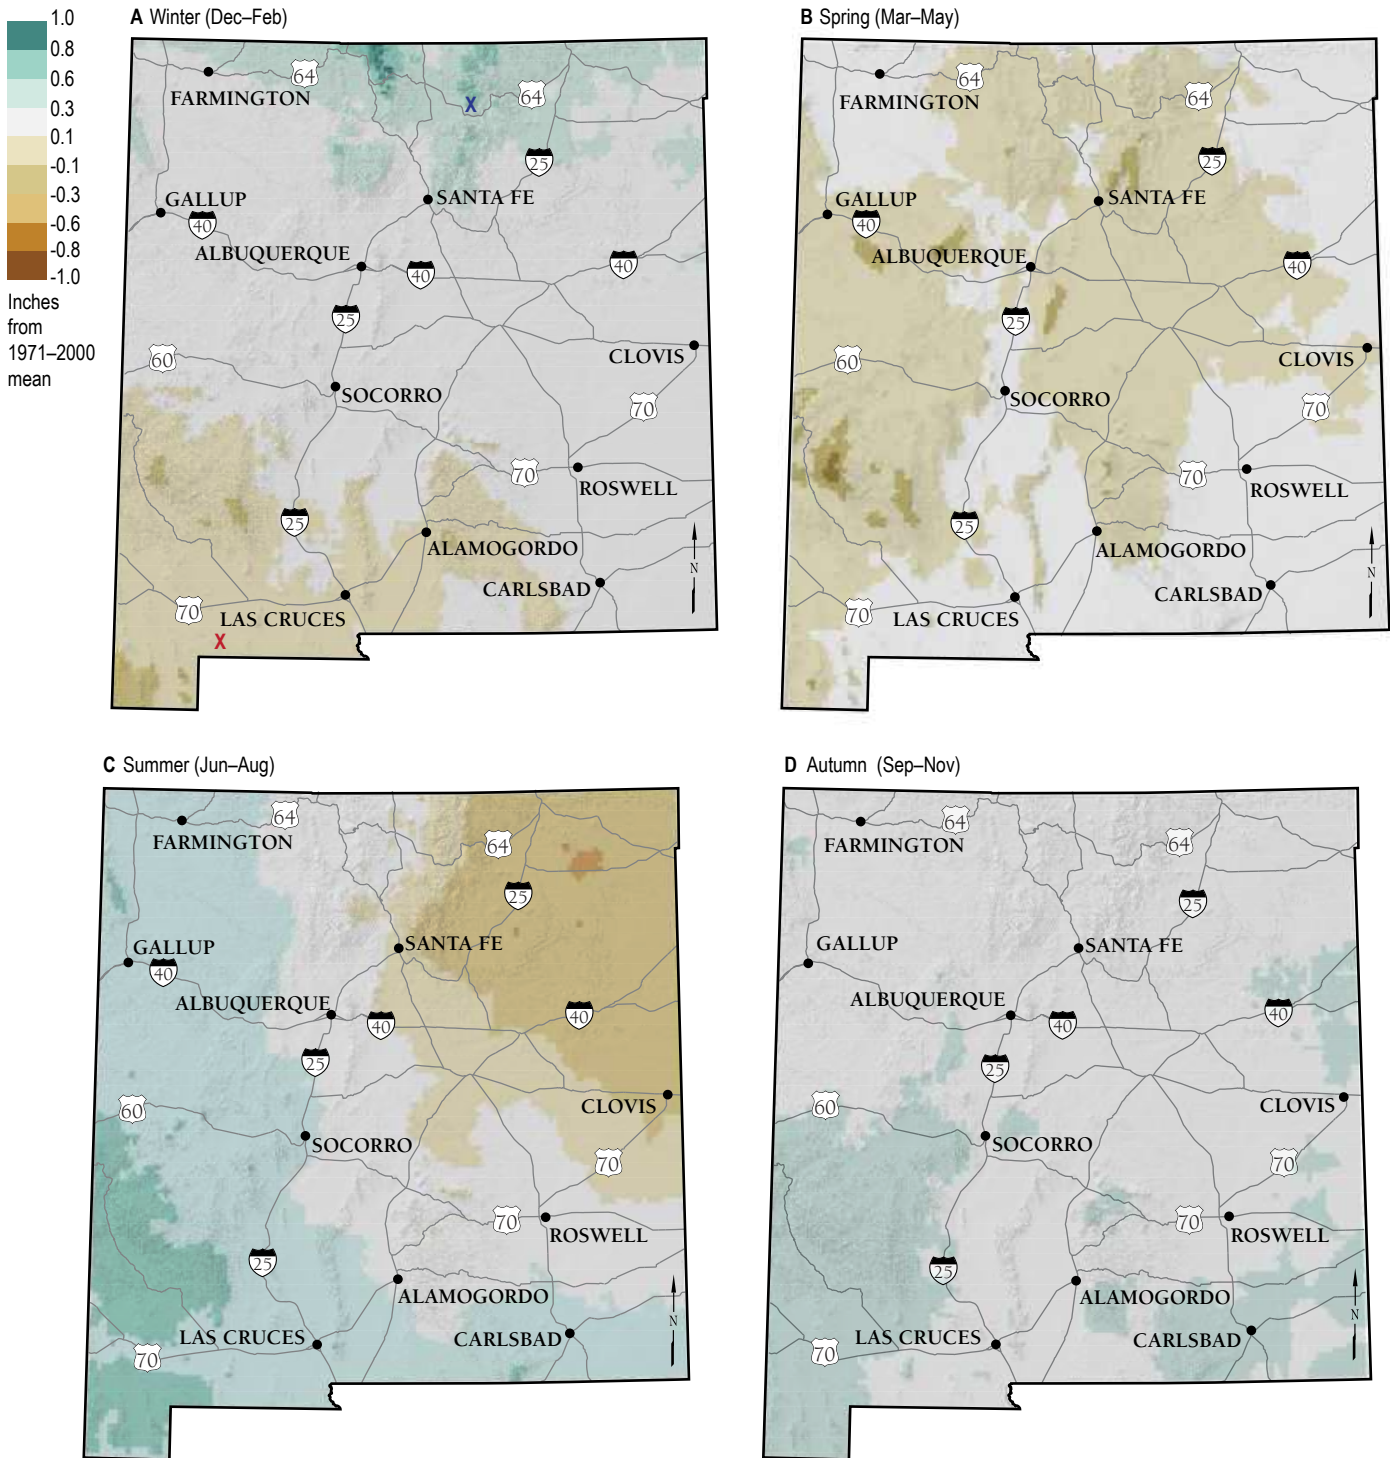 1.0
0.8
0.6
0.3
0.1
-0.1
-0.3
-0.6
-0.8
-1.0
Inches
from
1971–2000
mean
A Winter (Dec–Feb)
64
64
FARMINGTON
X
25
GALLUP
SANTA FE
40
ALBUQUERQUE
40
40
25
60
CLOVIS
SOCORRO
70
70
ROSWELL
25
ALAMOGORDO
N
CARLSBAD
70
LAS CRUCES
X
B Spring (Mar–May)
64
64
FARMINGTON
25
GALLUP
SANTA FE
40
ALBUQUERQUE
40
25
60
CLOVIS
SOCORRO
70
70
ROSWELL
25
ALAMOGORDO
N
CARLSBAD
70
LAS CRUCES
C Summer (Jun–Aug)
64
64
FARMINGTON
25
GALLUP
SANTA FE
40
ALBUQUERQUE
40
40
25
60
CLOVIS
SOCORRO
70
70
ROSWELL
25
ALAMOGORDO
N
LAS CRUCES
CARLSBAD
70
D Autumn (Sep–Nov)
64
64
FARMINGTON
25
GALLUP
SANTA FE
ALBUQUERQUE
40
40
25
60
CLOVIS
SOCORRO
70
70
ROSWELL
25
ALAMOGORDO
N
LAS CRUCES
CARLSBAD
70